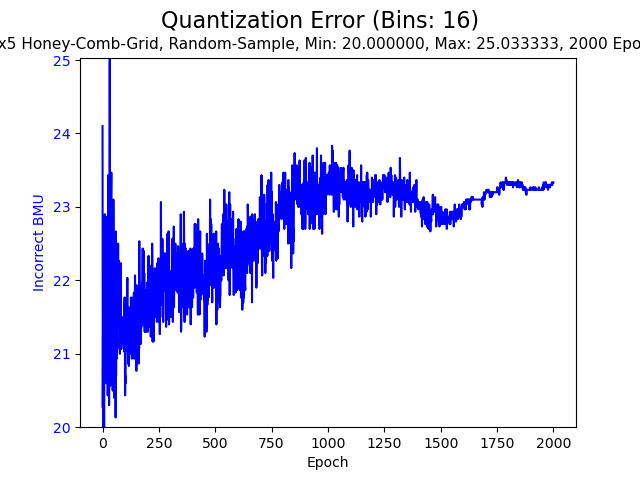 Quantization Error (Bins: 16)
x5 Honey-Comb-Grid, Random-Sample, Min: 20.000000, Max: 25.033333, 2000 Epo
25
24
23
22
21
20
Incorrect BMU
0 250 500 750 1000 1250 1500 1750 2000
Epoch